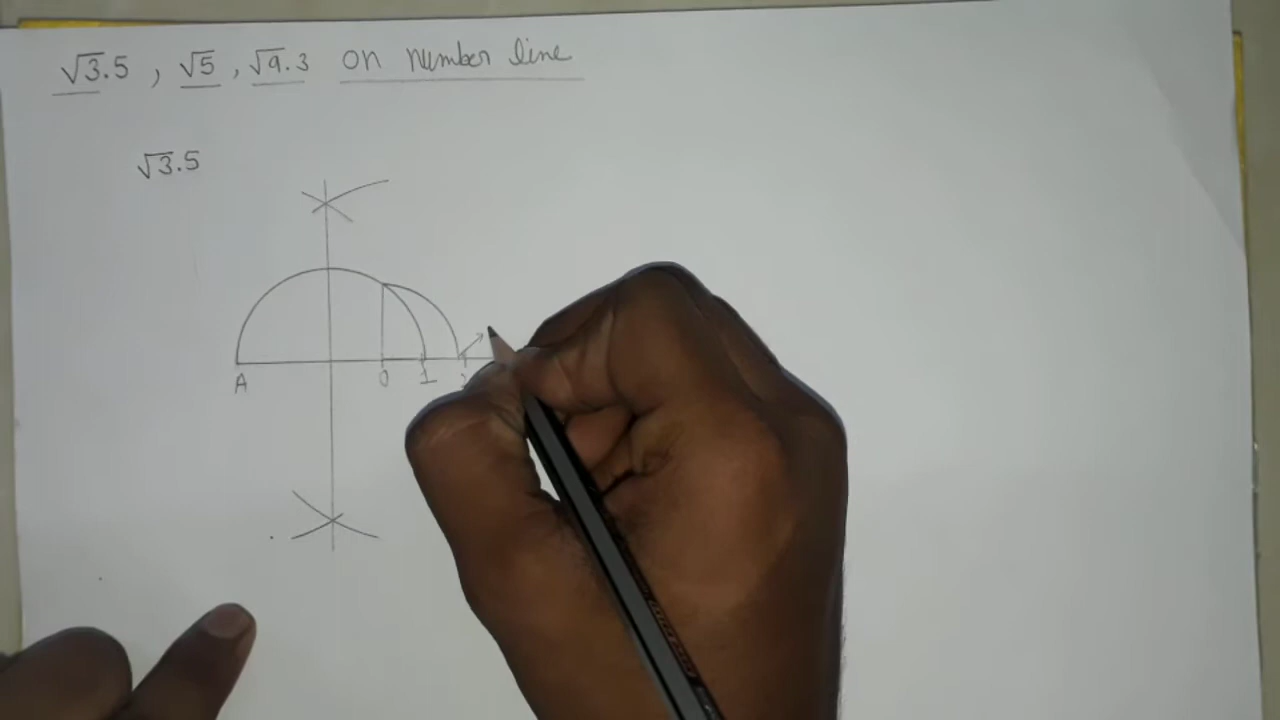 √3.5 , √5 , √9.3 on number line
√3.5
A 0 1